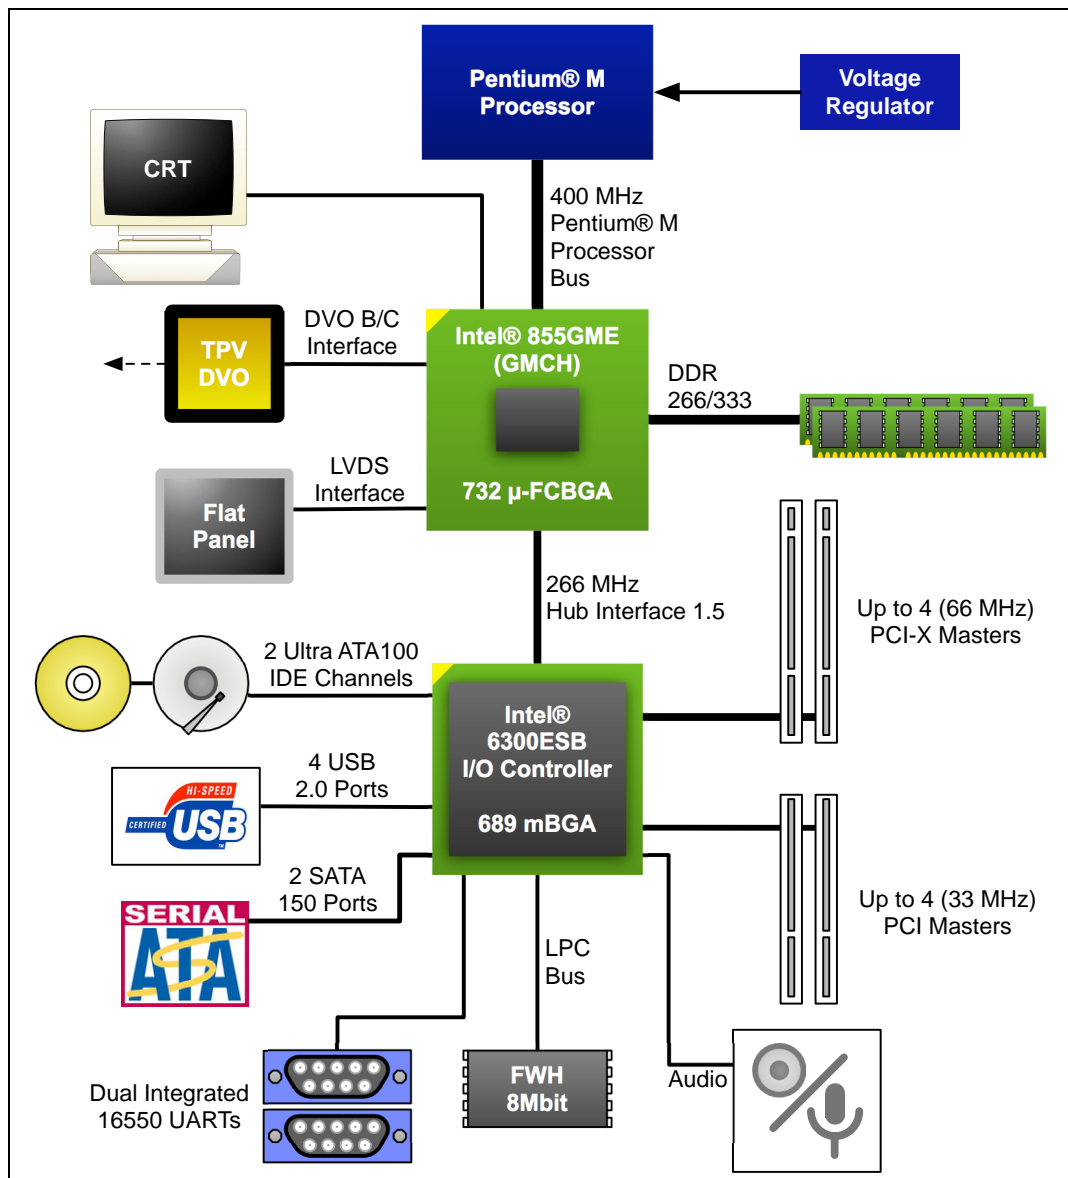 Pentium® M
Processor
Voltage
Regulator
CRT
400 MHz
Pentium® M
Processor
Bus
DVO B/C
Interface
TPV
DVO
Intel® 855GME
(GMCH)
732 µ-FCBGA
DDR
266/333
LVDS
Interface
Flat
Panel
266 MHz
Hub Interface 1.5
Up to 4 (66 MHz)
PCI-X Masters
2 Ultra ATA100
IDE Channels
Intel®
6300ESB
I/O Controller
689 mBGA
4 USB
2.0 Ports
HI-SPEED
CERTIFIED
USB
TM
2 SATA
150 Ports
SERIAL
ATA
Up to 4 (33 MHz)
PCI Masters
LPC
Bus
Dual Integrated
16550 UARTs
FWH
8Mbit
Audio